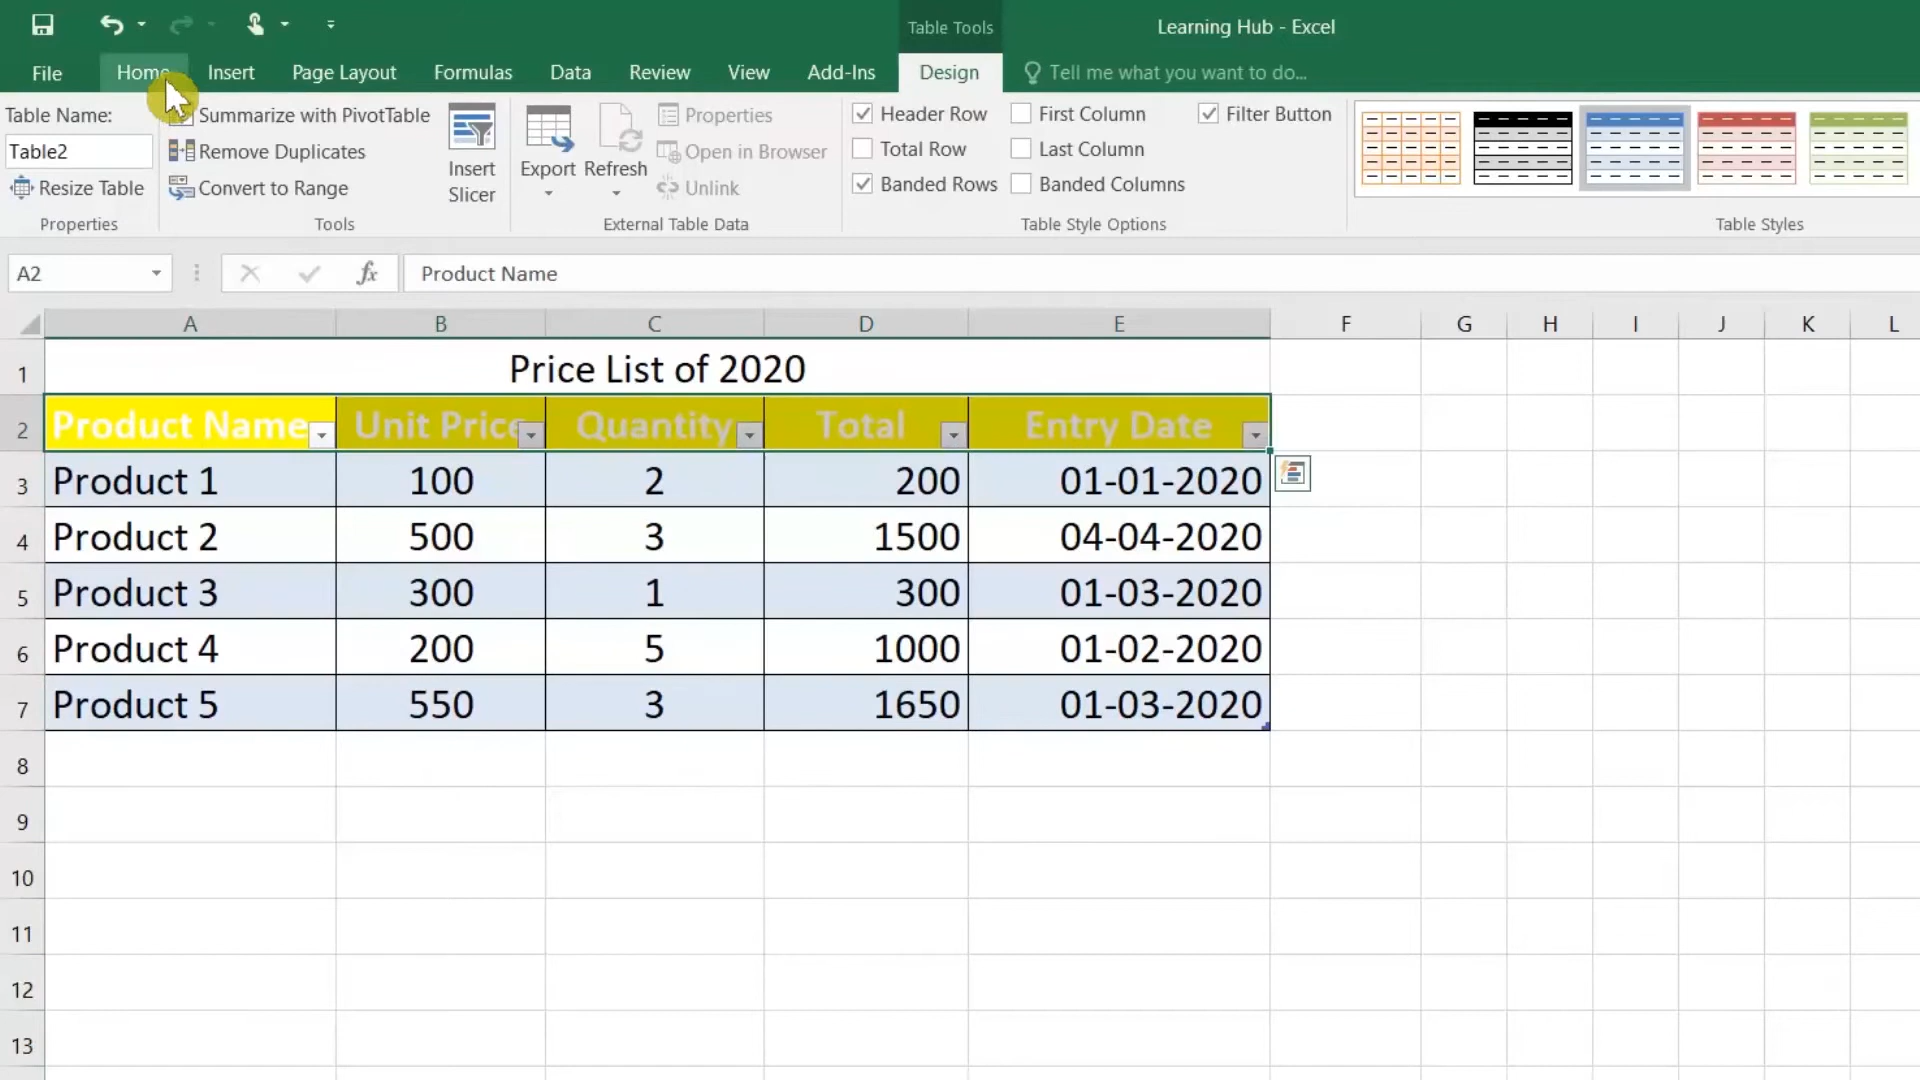 Table Tools
Learning Hub - Excel
File Home Insert Page Layout Formulas Data Review View Add-Ins Design Tell me what you want to do...
Table Name:
Table2
Resize Table
Properties
Summarize with PivotTable
Remove Duplicates
Convert to Range
Tools
Insert
Slicer
Export
Refresh
Properties
Open in Browser
Unlink
External Table Data
Header Row First Column Filter Button
Total Row Last Column
Banded Rows Banded Columns
Table Style Options
Table Styles
A2 fx Product Name
A B C D E F G H I J K L
1 Price List of 2020
2 Product Name Unit Price Quantity Total Entry Date
3 Product 1 100 2 200 01-01-2020
4 Product 2 500 3 1500 04-04-2020
5 Product 3 300 1 300 01-03-2020
6 Product 4 200 5 1000 01-02-2020
7 Product 5 550 3 1650 01-03-2020
8
9
10
11
12
13